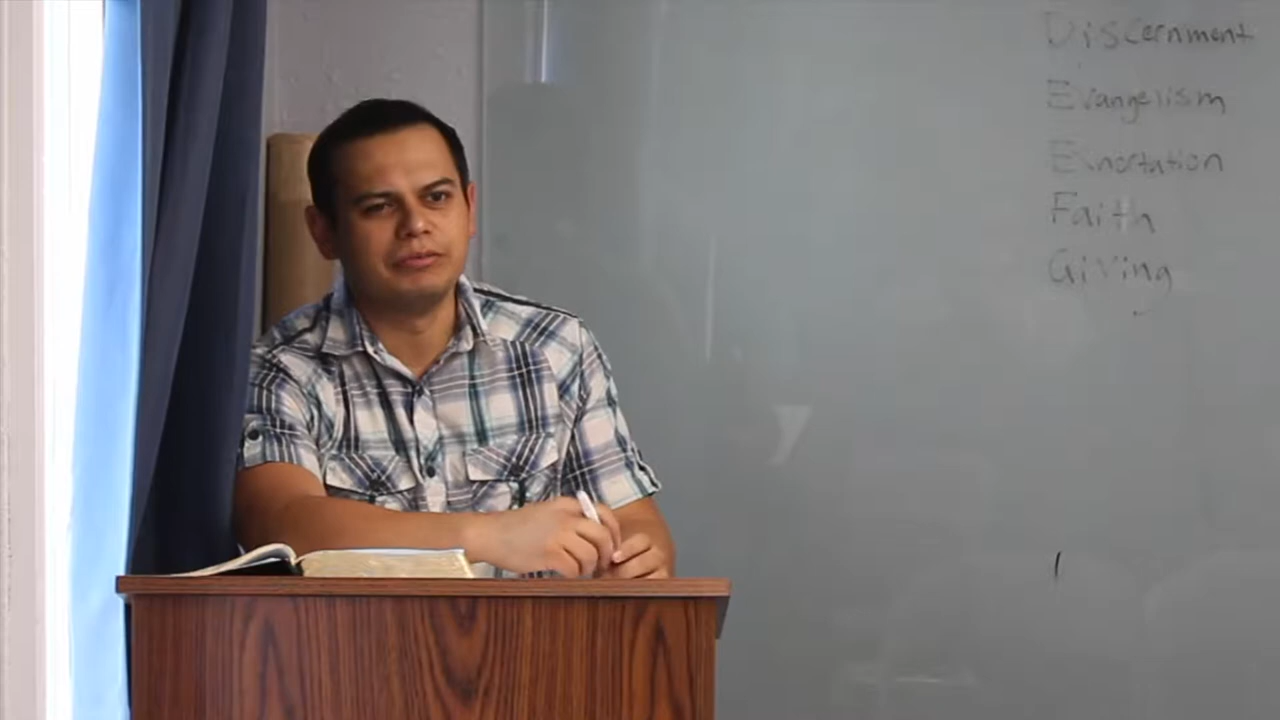 Discernment
Evangelism
Exhortation
Faith
Giving